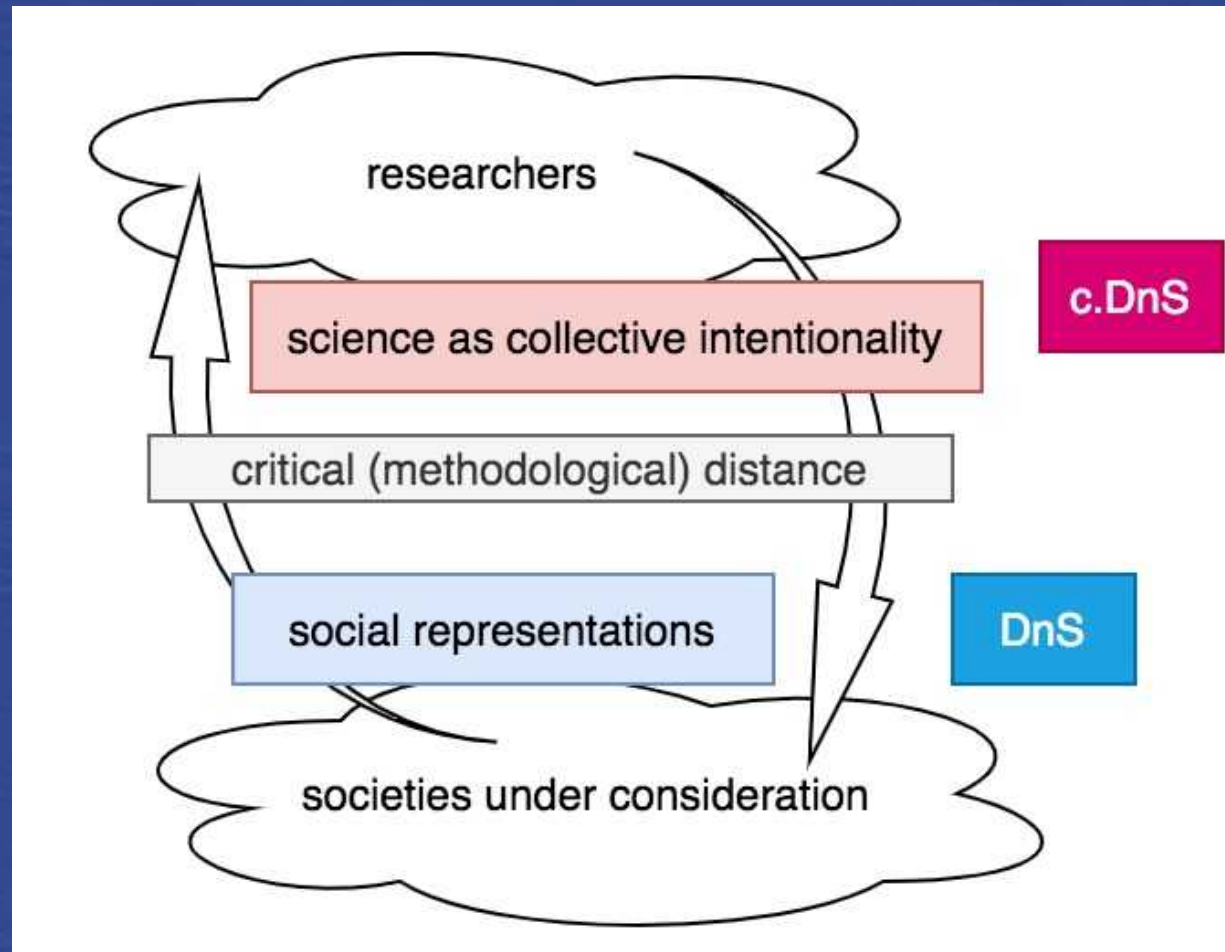 researchers
c.DnS
science as collective intentionality
critical (methodological) distance
social representations
DnS
societies under consideration